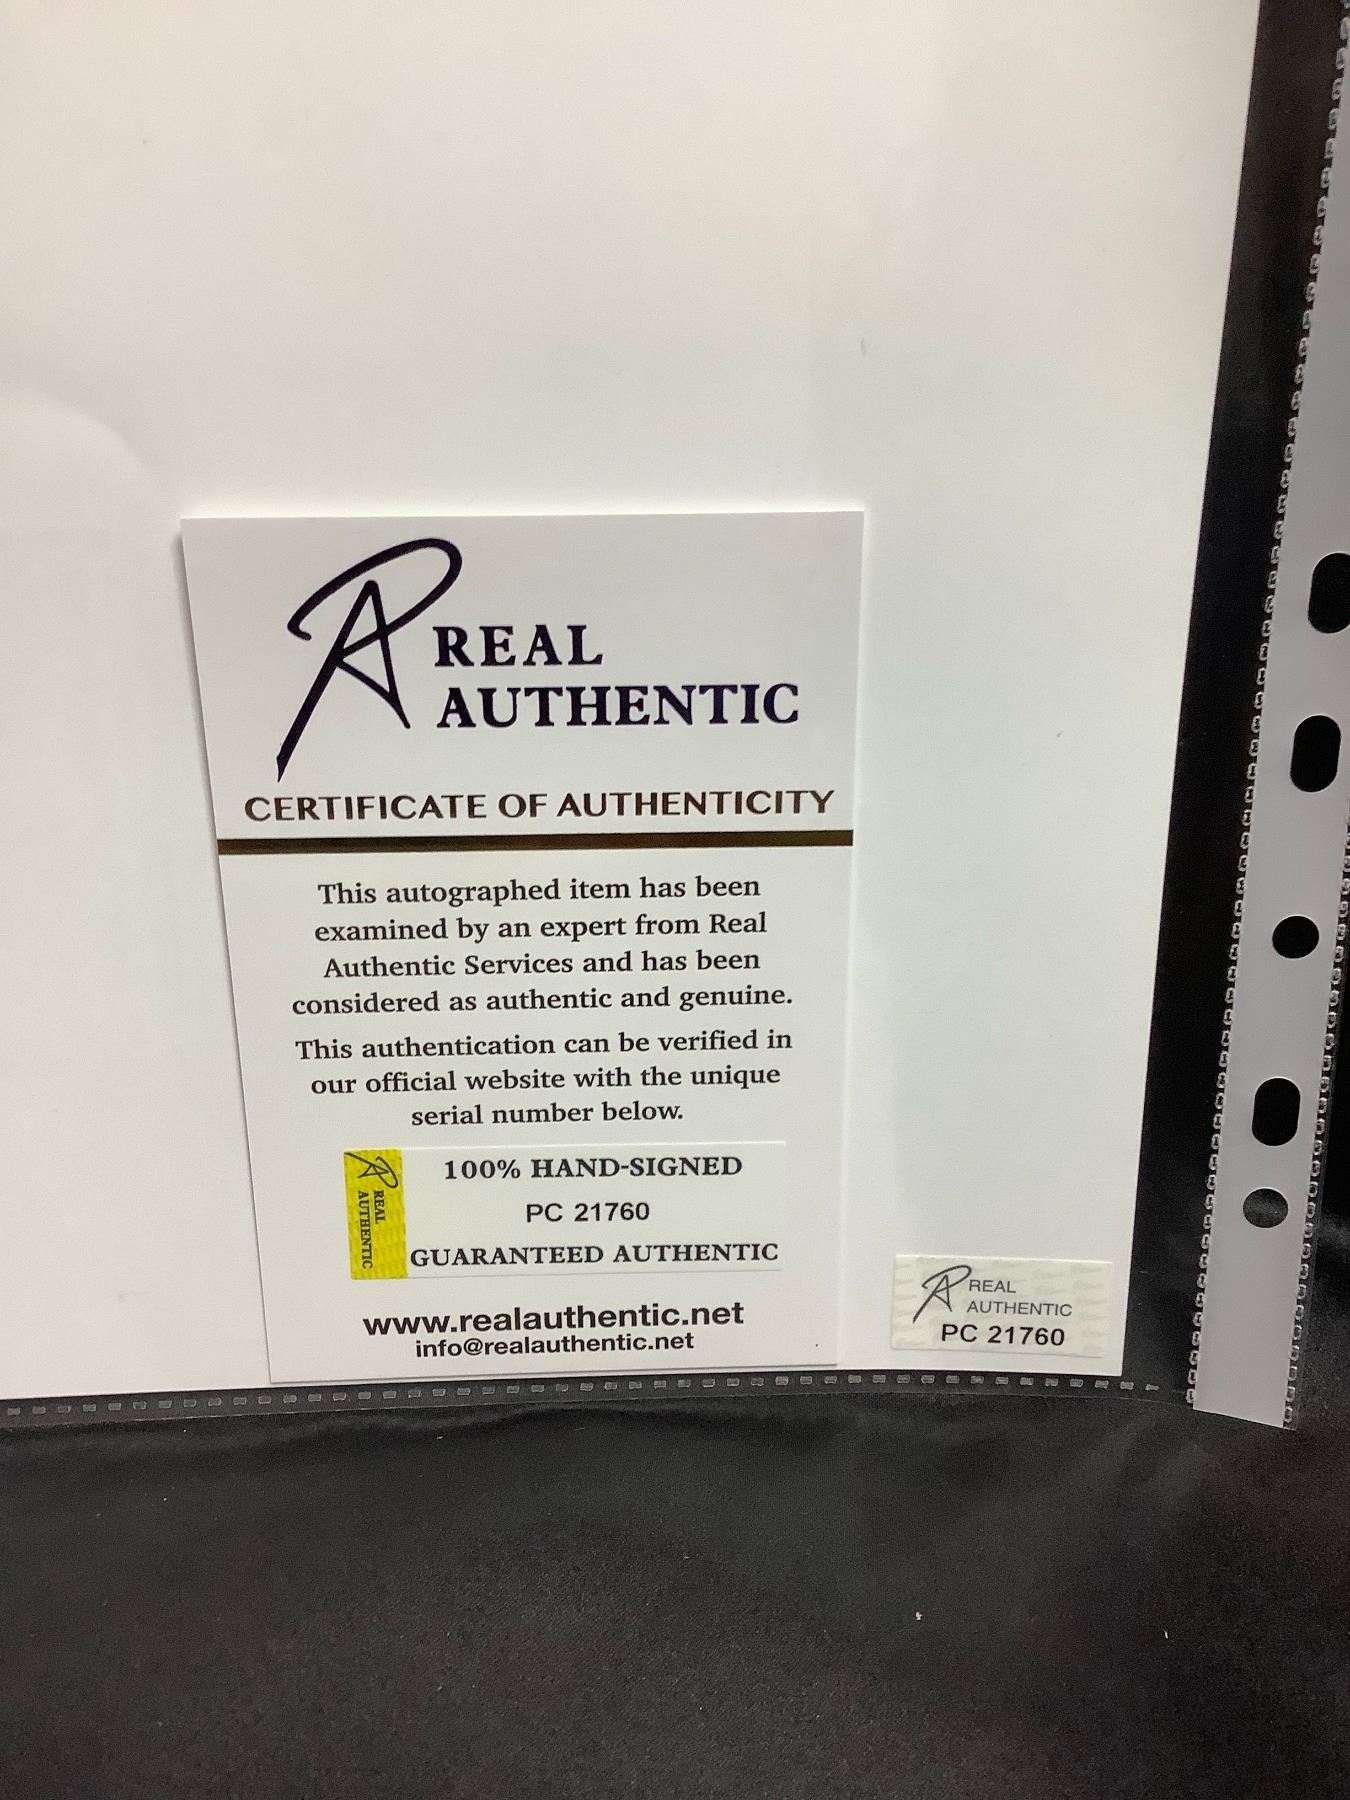 REAL
AUTHENTIC
CERTIFICATE OF AUTHENTICITY
This autographed item has been
examined by an expert from Real
Authentic Services and has been
considered as authentic and genuine.
This authentication can be verified in
our official website with the unique
serial number below.
REAL
AUTHENTIC
100% HAND-SIGNED
PC 21760
GUARANTEED AUTHENTIC
www.realauthentic.net
info@realauthentic.net
REAL
AUTHENTIC
PC 21760